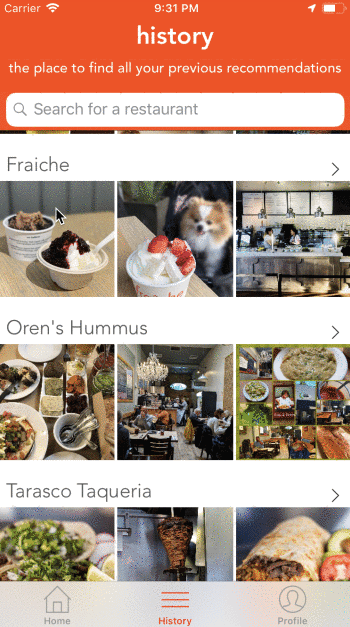 Carrier 9:31 PM
history
the place to find all your previous recommendations
Search for a restaurant
Fraiche
Oren's Hummus
Tarasco Taqueria
Home History Profile